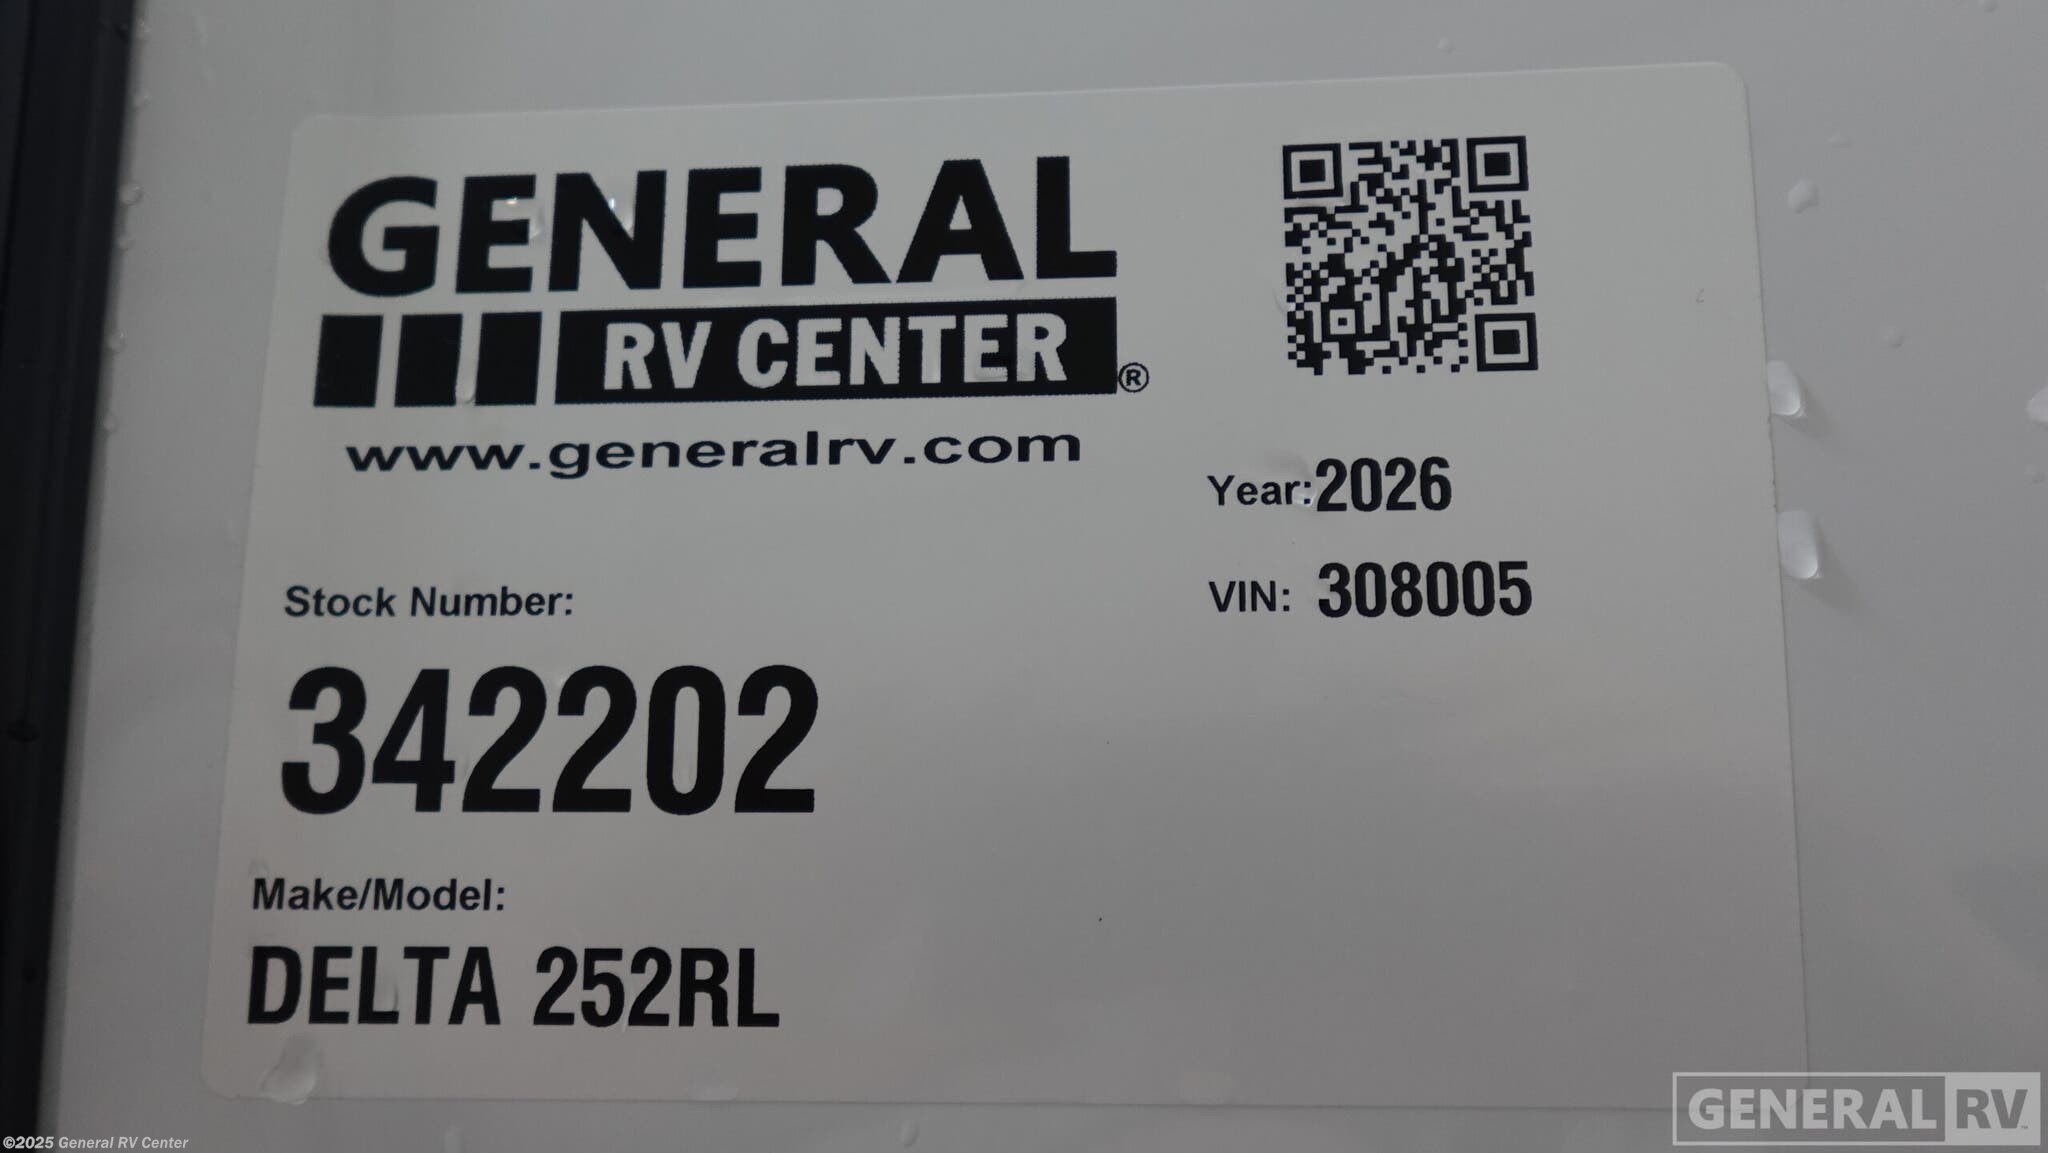 GENERAL
RV CENTER®
www.generalrv.com
Year: 2026
VIN: 308005
Stock Number:
342202
Make/Model:
DELTA 252RL
©2025 General RV Center
GENERAL RV™